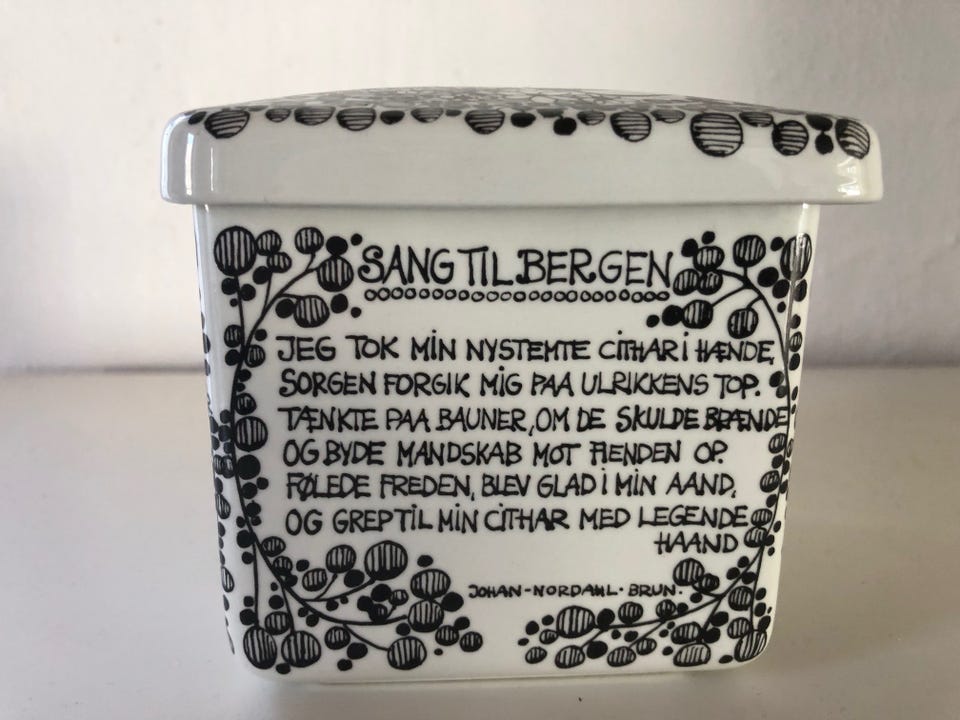 SANG TIL BERGEN
JEG TOK MIN NYSTEMTE CITHAR I HÆNDE,
SORGEN FORGIK MIG PAA ULRIKKENS TOP.
TÆNKTE PAA BAUNER, OM DE SKULDE BRÆNDE
OG BYDE MANDSKAB MOT FIENDEN OP.
FØLEDE FREDEN, BLEV GLAD I MIN AAND,
OG GREP TIL MIN CITHAR MED LEGENDE
HAAND
JOHAN-NORDAHL·BRUN.